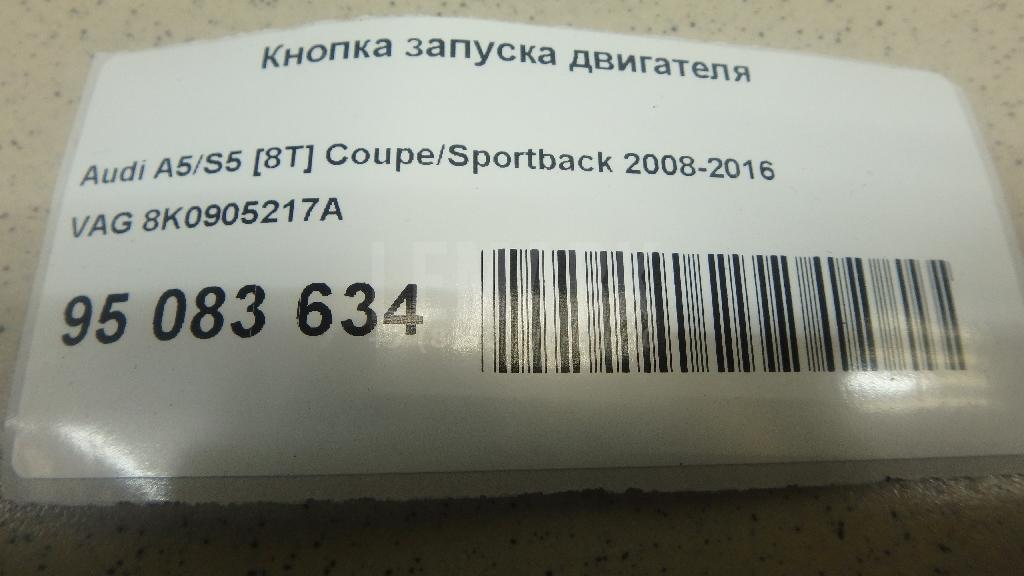 Кнопка запуска двигателя
Audi A5/S5 [8T] Coupe/Sportback 2008-2016
VAG 8K0905217A
95 083 634